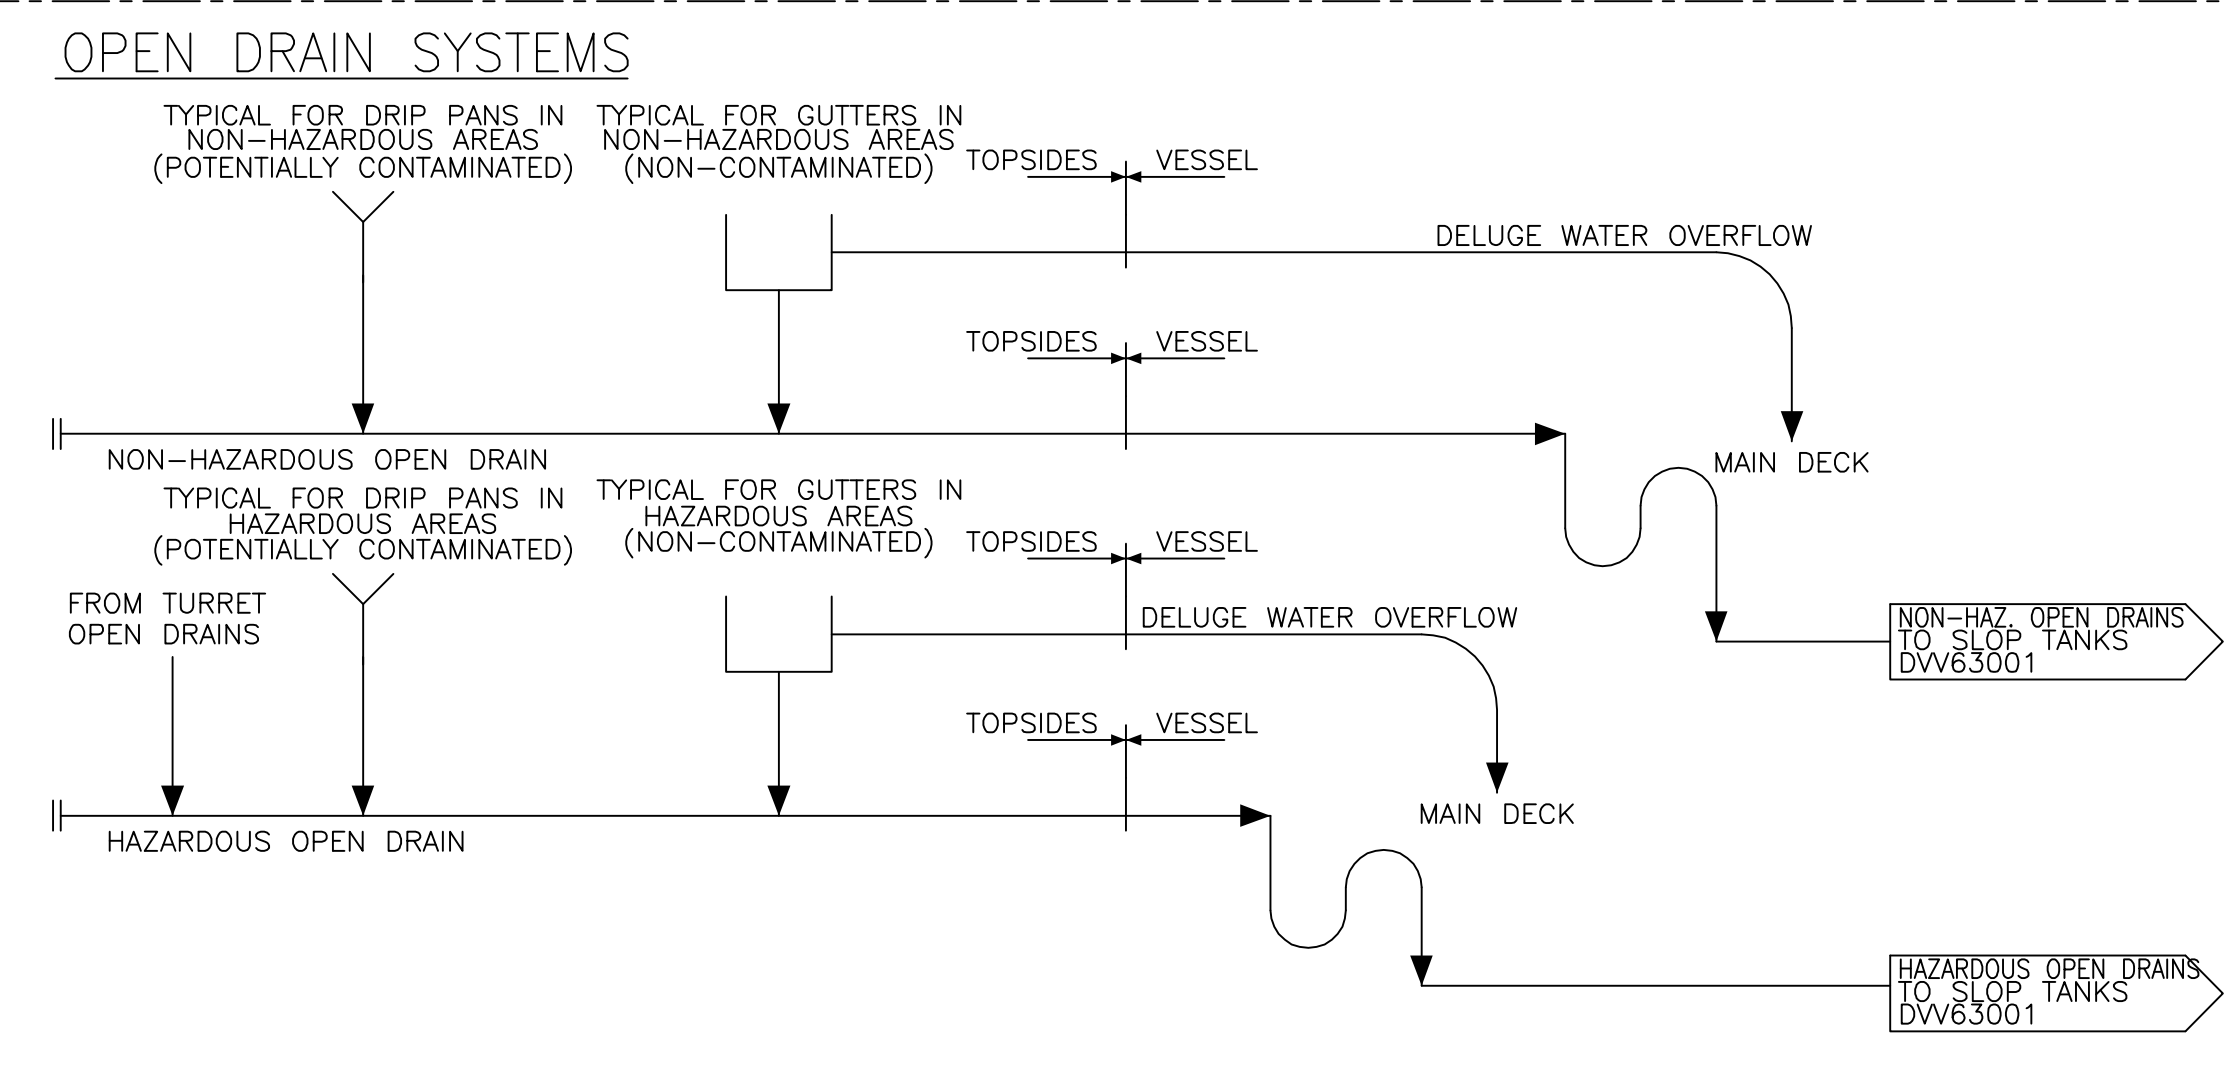 OPEN DRAIN SYSTEMS
TYPICAL FOR DRIP PANS IN
NON-HAZARDOUS AREAS
(POTENTIALLY CONTAMINATED)
TYPICAL FOR GUTTERS IN
NON-HAZARDOUS AREAS
(NON-CONTAMINATED)
TOPSIDES VESSEL
DELUGE WATER OVERFLOW
TOPSIDES VESSEL
MAIN DECK
NON-HAZARDOUS OPEN DRAIN
TYPICAL FOR DRIP PANS IN
HAZARDOUS AREAS
(POTENTIALLY CONTAMINATED)
TYPICAL FOR GUTTERS IN
HAZARDOUS AREAS
(NON-CONTAMINATED)
TOPSIDES VESSEL
FROM TURRET
OPEN DRAINS
DELUGE WATER OVERFLOW
NON-HAZ. OPEN DRAINS
TO SLOP TANKS
DVV63001
TOPSIDES VESSEL
MAIN DECK
HAZARDOUS OPEN DRAIN
HAZARDOUS OPEN DRAINS
TO SLOP TANKS
DVV63001